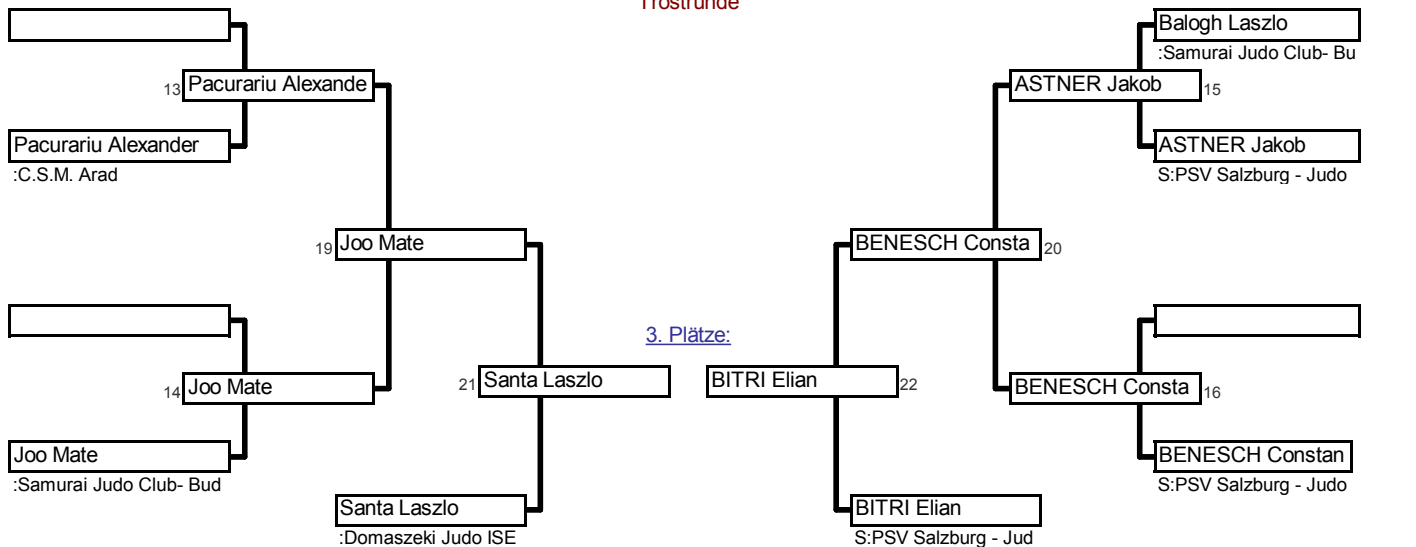 Trostrunde
Balogh Laszlo
:Samurai Judo Club- Bu
13 Pacurariu Alexande
ASTNER Jakob 15
Pacurariu Alexander
:C.S.M. Arad
ASTNER Jakob
S:PSV Salzburg - Judo
19 Joo Mate
BENESCH Consta 20
3. Plätze:
14 Joo Mate
21 Santa Laszlo
BITRI Elian 22
BENESCH Consta 16
Joo Mate
:Samurai Judo Club- Bud
BENESCH Constan
S:PSV Salzburg - Judo
Santa Laszlo
:Domaszeki Judo ISE
BITRI Elian
S:PSV Salzburg - Jud